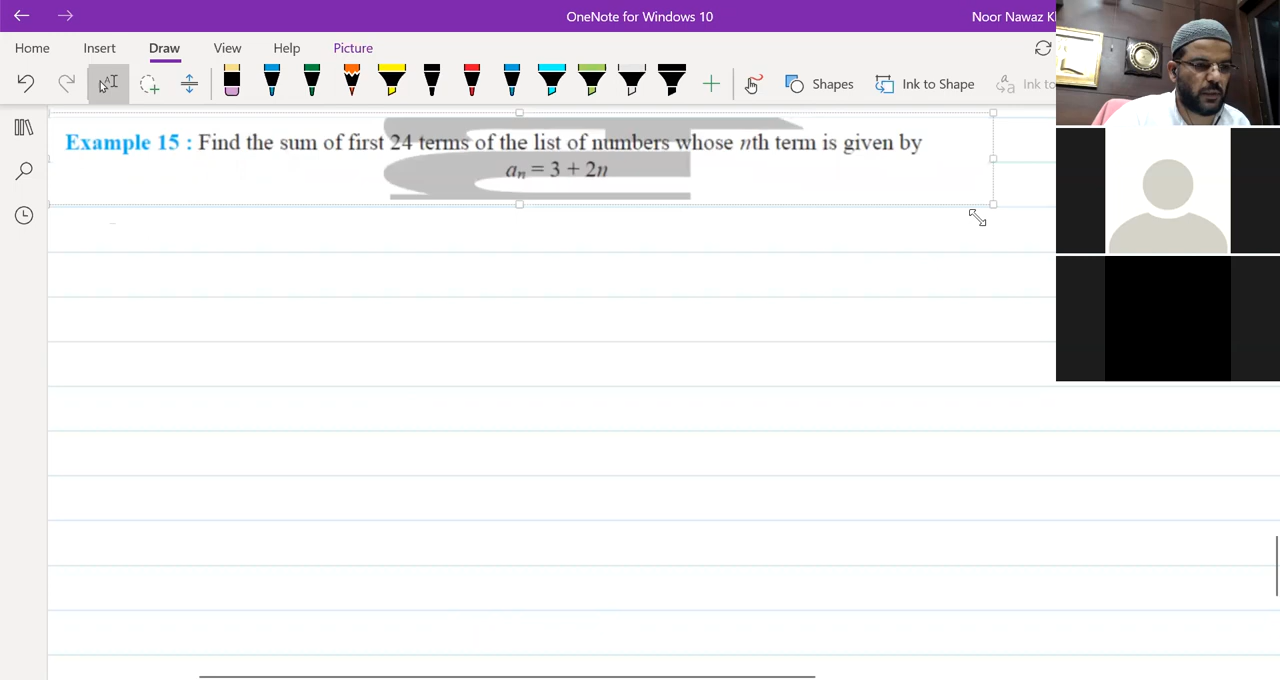 OneNote for Windows 10
Noor Nawaz K
Home Insert Draw View Help Picture
Shapes Ink to Shape Ink to
Example 15 : Find the sum of first 24 terms of the list of numbers whose nth term is given by
aₙ = 3 + 2n